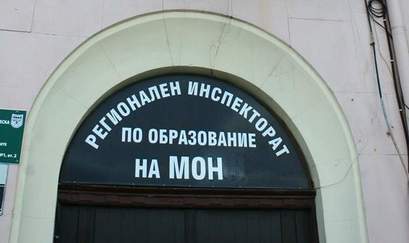 РЕГИОНАЛЕН ИНСПЕКТОРАТ
ПО ОБРАЗОВАНИЕ
НА МОН